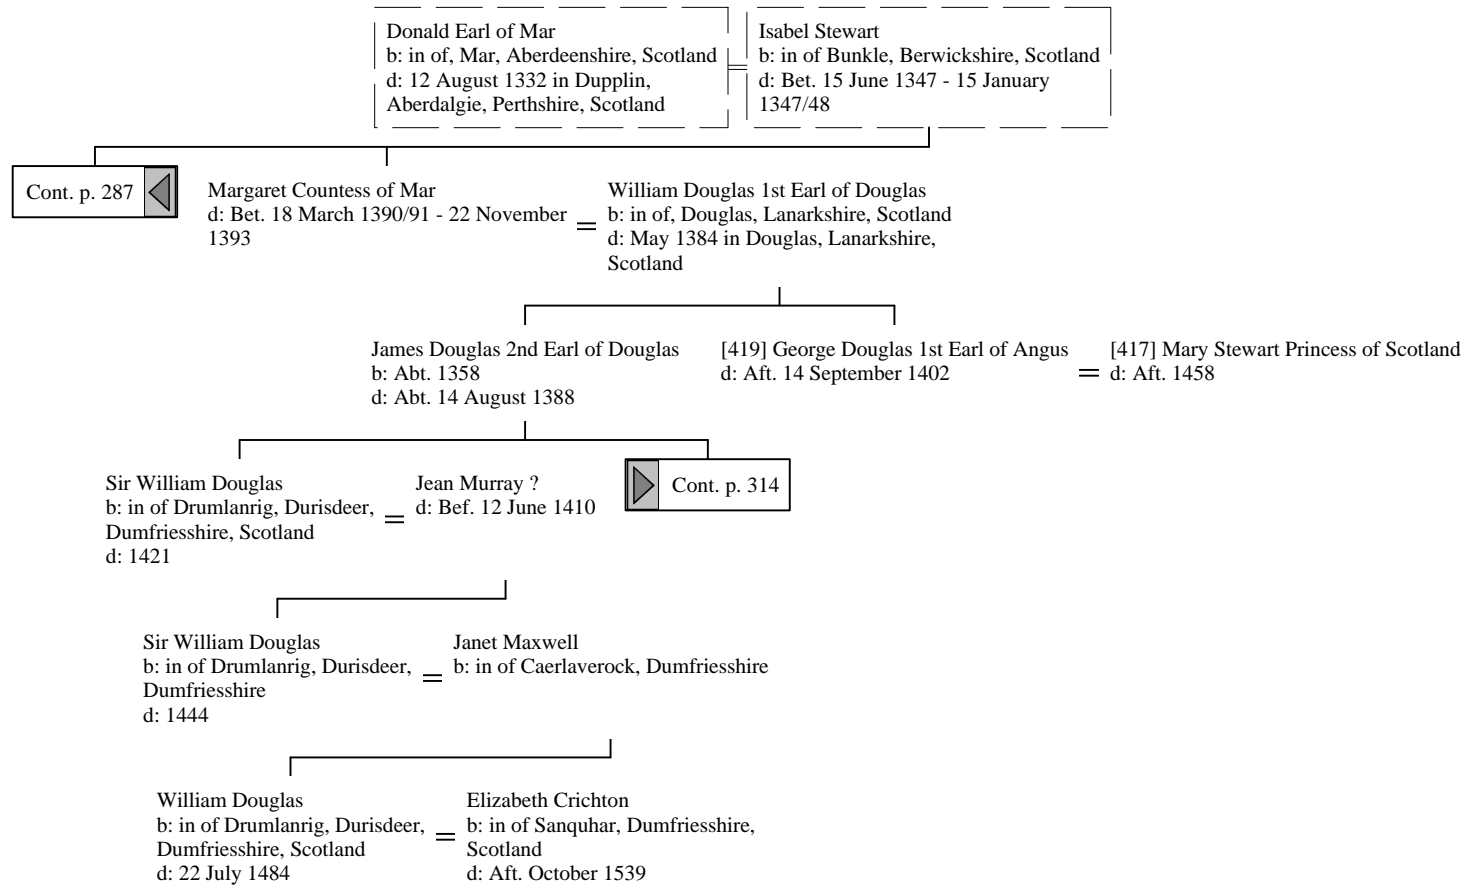 Donald Earl of Mar
b: in of, Mar, Aberdeenshire, Scotland
d: 12 August 1332 in Dupplin,
Aberdalgie, Perthshire, Scotland
=
Isabel Stewart
b: in of Bunkle, Berwickshire, Scotland
d: Bet. 15 June 1347 - 15 January
1347/48
Cont. p. 287
Margaret Countess of Mar
d: Bet. 18 March 1390/91 - 22 November
1393
=
William Douglas 1st Earl of Douglas
b: in of, Douglas, Lanarkshire, Scotland
d: May 1384 in Douglas, Lanarkshire,
Scotland
James Douglas 2nd Earl of Douglas
b: Abt. 1358
d: Abt. 14 August 1388
[419] George Douglas 1st Earl of Angus
d: Aft. 14 September 1402
=
[417] Mary Stewart Princess of Scotland
d: Aft. 1458
Sir William Douglas
b: in of Drumlanrig, Durisdeer,
Dumfriesshire, Scotland
d: 1421
=
Jean Murray ?
d: Bef. 12 June 1410
Cont. p. 314
Sir William Douglas
b: in of Drumlanrig, Durisdeer,
Dumfriesshire
d: 1444
=
Janet Maxwell
b: in of Caerlaverock, Dumfriesshire
William Douglas
b: in of Drumlanrig, Durisdeer,
Dumfriesshire, Scotland
d: 22 July 1484
=
Elizabeth Crichton
b: in of Sanquhar, Dumfriesshire,
Scotland
d: Aft. October 1539